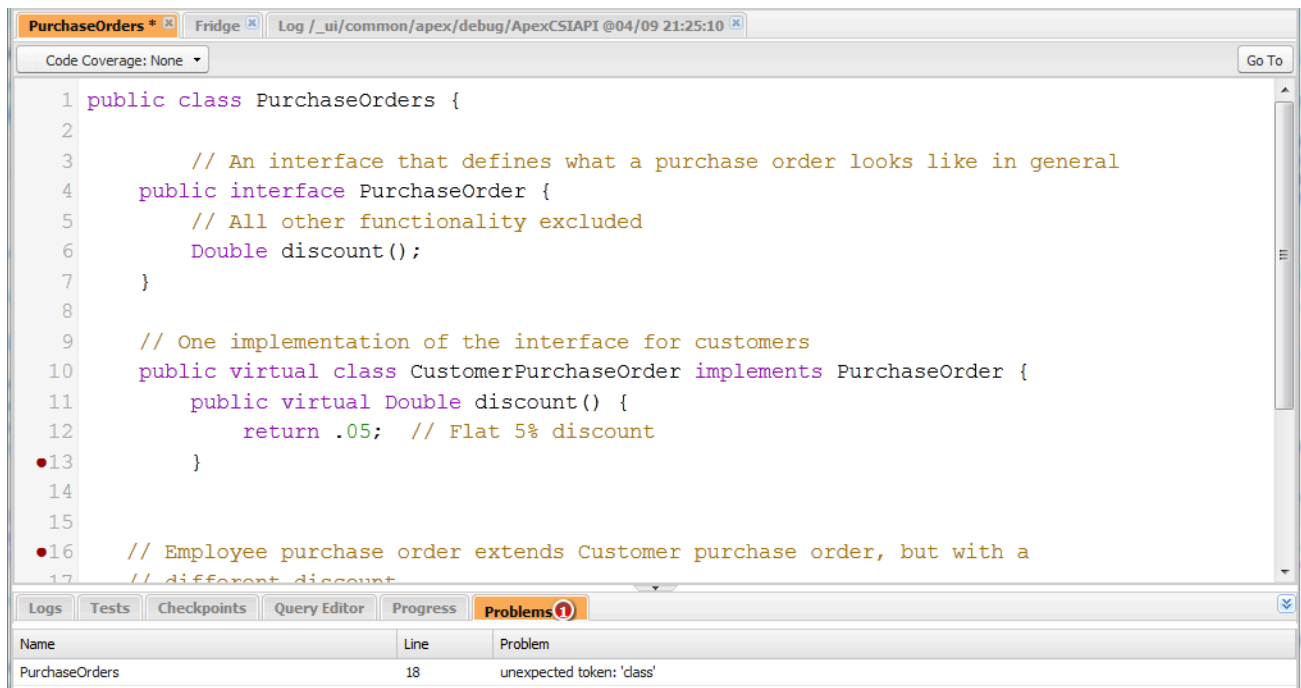 PurchaseOrders * Fridge Log /_ui/common/apex/debug/ApexCSIAPI @04/09 21:25:10
Code Coverage: None Go To
1 public class PurchaseOrders {
2
3 // An interface that defines what a purchase order looks like in general
4 public interface PurchaseOrder {
5 // All other functionality excluded
6 Double discount();
7 }
8
9 // One implementation of the interface for customers
10 public virtual class CustomerPurchaseOrder implements PurchaseOrder {
11 public virtual Double discount() {
12 return .05; // Flat 5% discount
13 }
14
15
16 // Employee purchase order extends Customer purchase order, but with a
17 // different discount
Logs Tests Checkpoints Query Editor Progress Problems 1
Name Line Problem
PurchaseOrders 18 unexpected token: 'class'